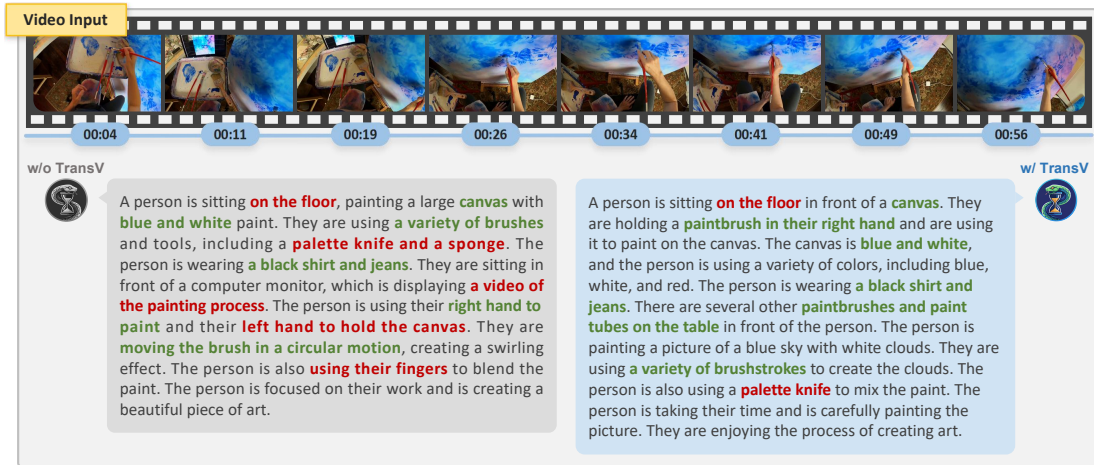 Video Input
00:04 00:11 00:19 00:26 00:34 00:41 00:49 00:56
w/o TransV
A person is sitting on the floor, painting a large canvas with
blue and white paint. They are using a variety of brushes
and tools, including a palette knife and a sponge. The
person is wearing a black shirt and jeans. They are sitting in
front of a computer monitor, which is displaying a video of
the painting process. The person is using their right hand to
paint and their left hand to hold the canvas. They are
moving the brush in a circular motion, creating a swirling
effect. The person is also using their fingers to blend the
paint. The person is focused on their work and is creating a
beautiful piece of art.
w/ TransV
A person is sitting on the floor in front of a canvas. They
are holding a paintbrush in their right hand and are using
it to paint on the canvas. The canvas is blue and white,
and the person is using a variety of colors, including blue,
white, and red. The person is wearing a black shirt and
jeans. There are several other paintbrushes and paint
tubes on the table in front of the person. The person is
painting a picture of a blue sky with white clouds. They are
using a variety of brushstrokes to create the clouds. The
person is also using a palette knife to mix the paint. The
person is taking their time and is carefully painting the
picture. They are enjoying the process of creating art.